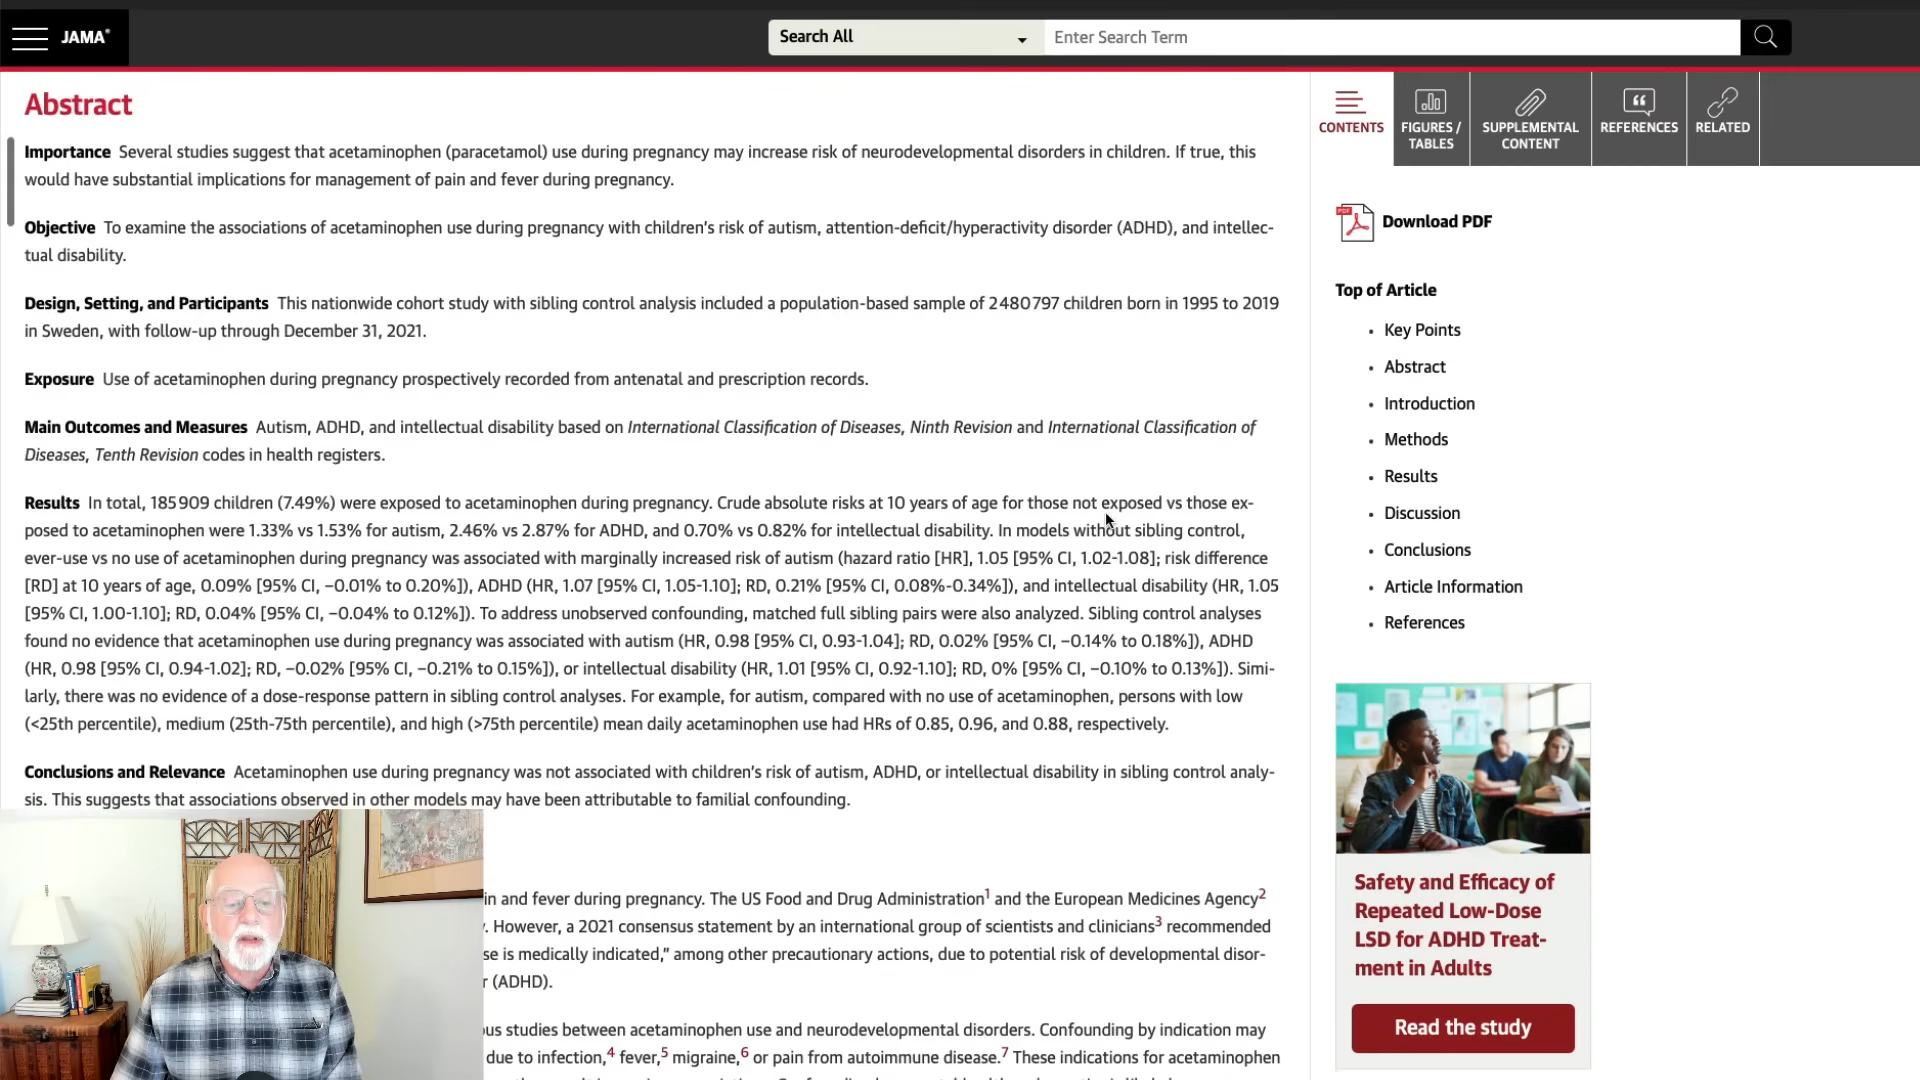 JAMA®
Search All
Enter Search Term
CONTENTS
FIGURES /
TABLES
SUPPLEMENTAL
CONTENT
REFERENCES
RELATED
Abstract
Importance Several studies suggest that acetaminophen (paracetamol) use during pregnancy may increase risk of neurodevelopmental disorders in children. If true, this
would have substantial implications for management of pain and fever during pregnancy.
Objective To examine the associations of acetaminophen use during pregnancy with children’s risk of autism, attention-deficit/hyperactivity disorder (ADHD), and intellec-
tual disability.
Design, Setting, and Participants This nationwide cohort study with sibling control analysis included a population-based sample of 2 480 797 children born in 1995 to 2019
in Sweden, with follow-up through December 31, 2021.
Exposure Use of acetaminophen during pregnancy prospectively recorded from antenatal and prescription records.
Main Outcomes and Measures Autism, ADHD, and intellectual disability based on International Classification of Diseases, Ninth Revision and International Classification of
Diseases, Tenth Revision codes in health registers.
Results In total, 185 909 children (7.49%) were exposed to acetaminophen during pregnancy. Crude absolute risks at 10 years of age for those not exposed vs those ex-
posed to acetaminophen were 1.33% vs 1.53% for autism, 2.46% vs 2.87% for ADHD, and 0.70% vs 0.82% for intellectual disability. In models without sibling control,
ever-use vs no use of acetaminophen during pregnancy was associated with marginally increased risk of autism (hazard ratio [HR], 1.05 [95% CI, 1.02-1.08]; risk difference
[RD] at 10 years of age, 0.09% [95% CI, −0.01% to 0.20%]), ADHD (HR, 1.07 [95% CI, 1.05-1.10]; RD, 0.21% [95% CI, 0.08%-0.34%]), and intellectual disability (HR, 1.05
[95% CI, 1.00-1.10]; RD, 0.04% [95% CI, −0.04% to 0.12%]). To address unobserved confounding, matched full sibling pairs were also analyzed. Sibling control analyses
found no evidence that acetaminophen use during pregnancy was associated with autism (HR, 0.98 [95% CI, 0.93-1.04]; RD, 0.02% [95% CI, −0.14% to 0.18%]), ADHD
(HR, 0.98 [95% CI, 0.94-1.02]; RD, −0.02% [95% CI, −0.21% to 0.15%]), or intellectual disability (HR, 1.01 [95% CI, 0.92-1.10]; RD, 0% [95% CI, −0.10% to 0.13%]). Simi-
larly, there was no evidence of a dose-response pattern in sibling control analyses. For example, for autism, compared with no use of acetaminophen, persons with low
(<25th percentile), medium (25th-75th percentile), and high (>75th percentile) mean daily acetaminophen use had HRs of 0.85, 0.96, and 0.88, respectively.
Conclusions and Relevance Acetaminophen use during pregnancy was not associated with children’s risk of autism, ADHD, or intellectual disability in sibling control analy-
sis. This suggests that associations observed in other models may have been attributable to familial confounding.
in and fever during pregnancy. The US Food and Drug Administration1 and the European Medicines Agency2
. However, a 2021 consensus statement by an international group of scientists and clinicians3 recommended
se is medically indicated,” among other precautionary actions, due to potential risk of developmental disor-
r (ADHD).
us studies between acetaminophen use and neurodevelopmental disorders. Confounding by indication may
due to infection,4 fever,5 migraine,6 or pain from autoimmune disease.7 These indications for acetaminophen
Download PDF
Top of Article
• Key Points
• Abstract
• Introduction
• Methods
• Results
• Discussion
• Conclusions
• Article Information
• References
Safety and Efficacy of
Repeated Low-Dose
LSD for ADHD Treat-
ment in Adults
Read the study